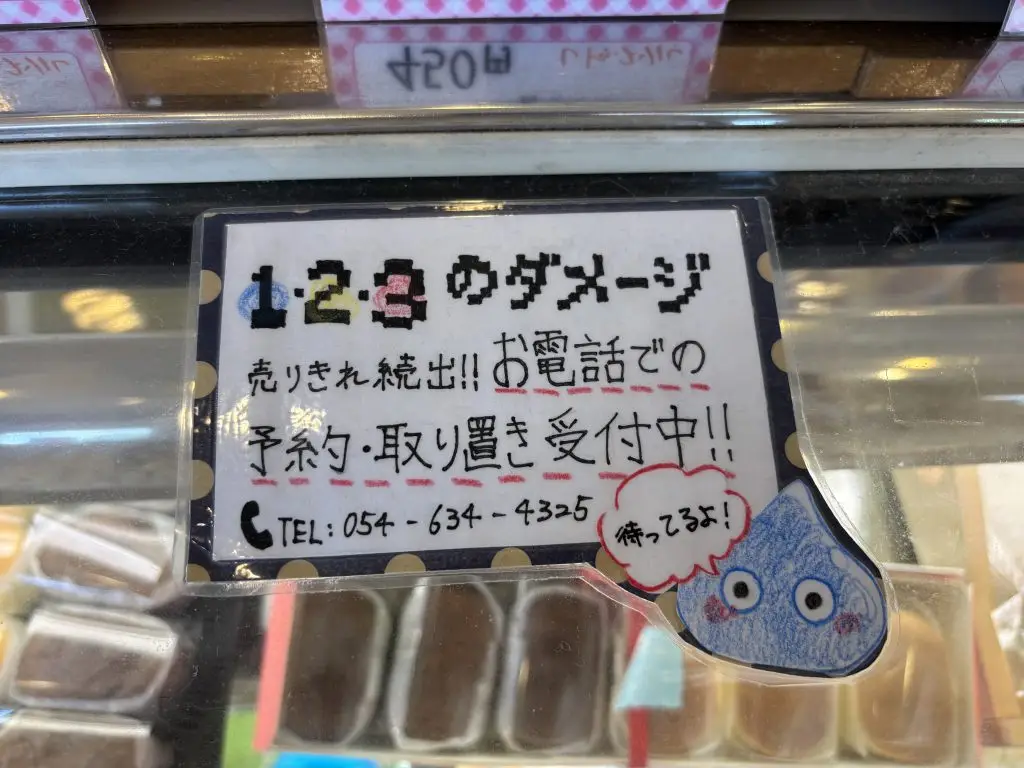 450円
1・2・3のダメージ
売りきれ続出!!お電話での
予約・取り置き受付中!!
TEL:054-634-4325
待ってるよ!